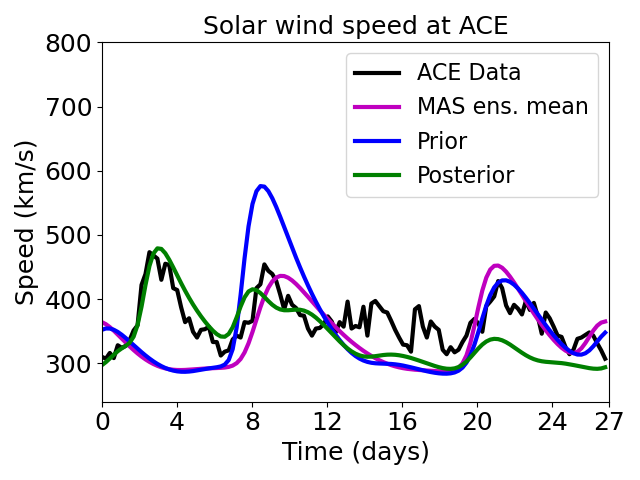 Solar wind speed at ACE
800
700
600
500
400
300
Speed (km/s)
ACE Data
MAS ens. mean
Prior
Posterior
0 4 8 12 16 20 24 27
Time (days)